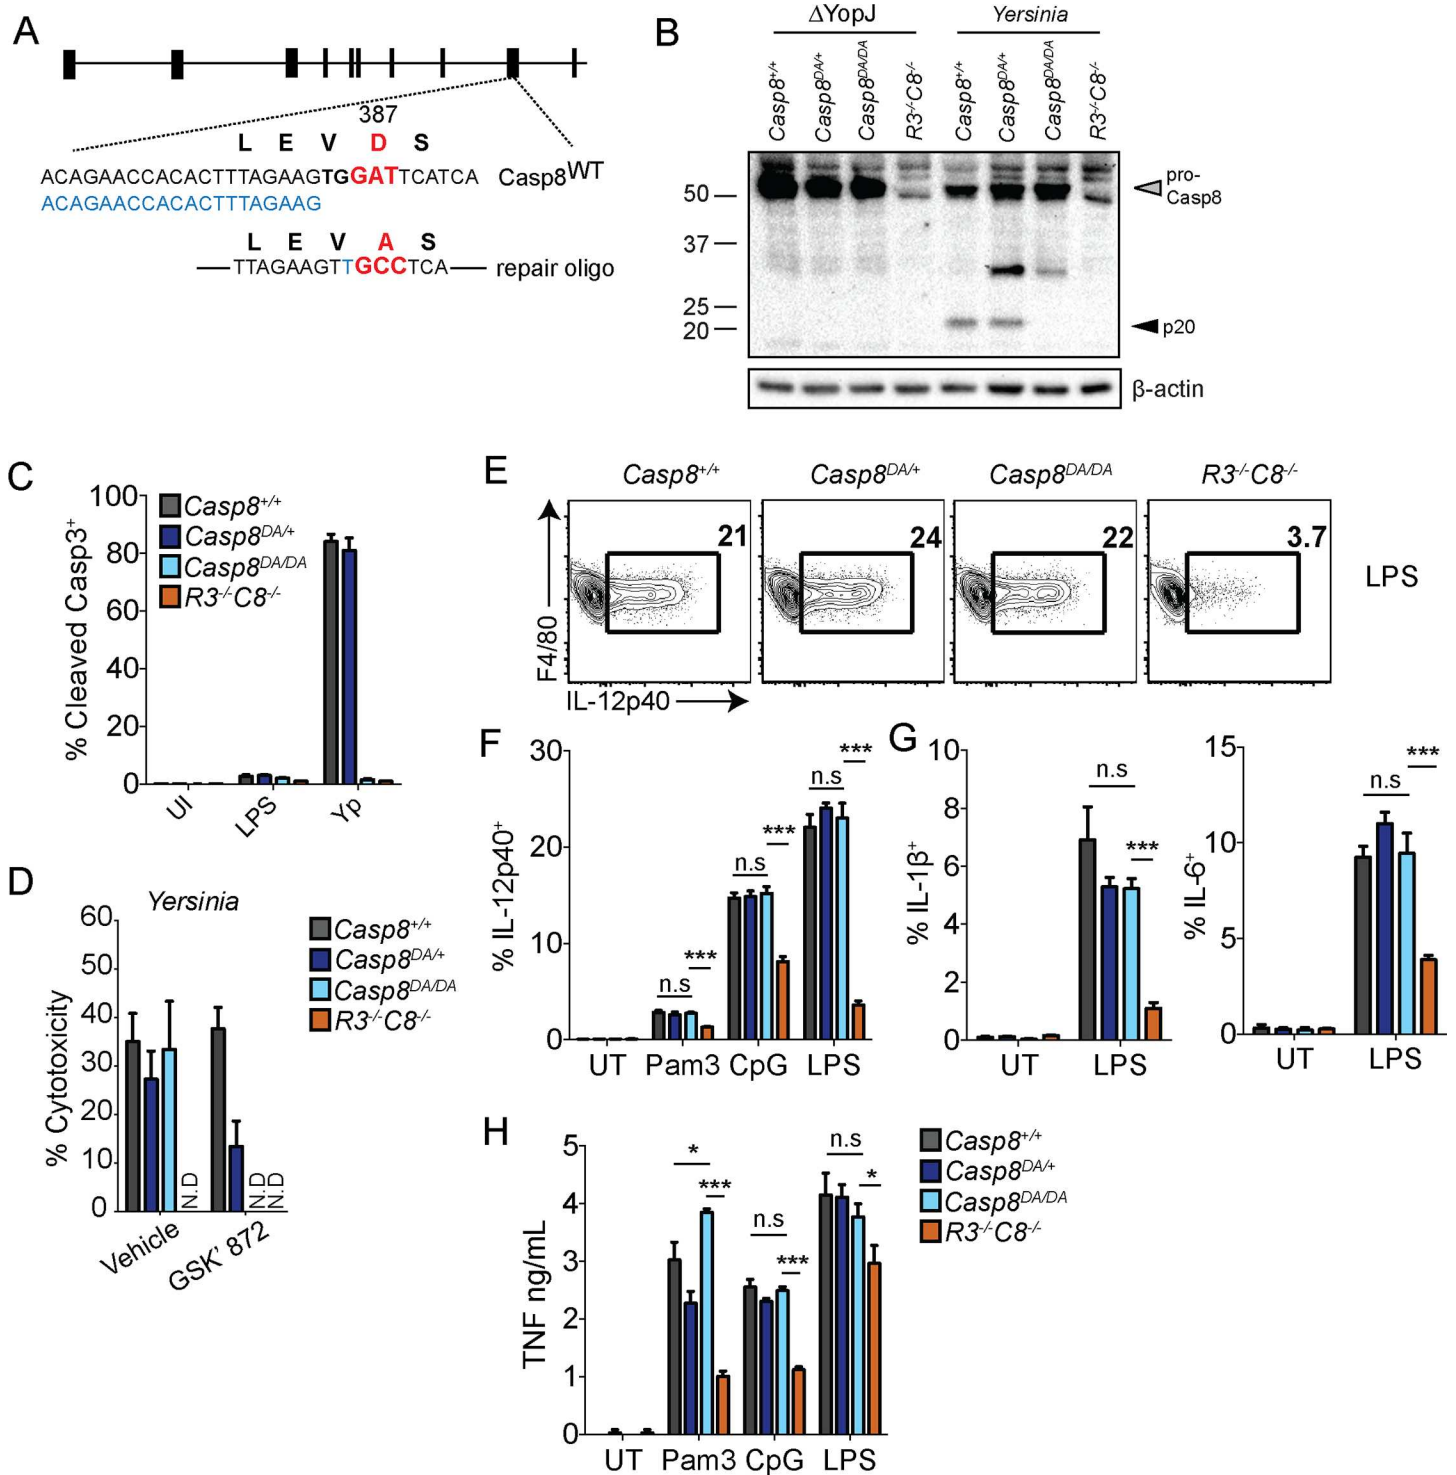 A
387
L E V D S
ACAGAACCACACTTTAGAAGTGGATTCATCA Casp8WT
ACAGAACCACACTTTAGAAG
L E V A S
TTAGAAGTTGCCTCA repair oligo
B
ΔYopJ Yersinia
Casp8+/+ Casp8DA/+ Casp8DA/DA R3-/-C8-/- Casp8+/+ Casp8DA/+ Casp8DA/DA R3-/-C8-/-
50
37
25
20
pro-
Casp8
p20
β-actin
C
% Cleaved Casp3+
100
80
60
40
20
0
Casp8+/+
Casp8DA/+
Casp8DA/DA
R3-/-C8-/-
UI LPS Yp
D
Yersinia
% Cytotoxicity
60
50
40
30
20
10
0
N.D N.D N.D
Vehicle GSK' 872
Casp8+/+
Casp8DA/+
Casp8DA/DA
R3-/-C8-/-
E
Casp8+/+ Casp8DA/+ Casp8DA/DA R3-/-C8-/-
21 24 22 3.7
LPS
F4/80
IL-12p40
F
% IL-12p40+
30
20
10
0
n.s *** n.s *** n.s ***
UT Pam3 CpG LPS
G
% IL-1β+
10
8
6
4
2
0
n.s ***
UT LPS
% IL-6+
15
10
5
0
n.s ***
UT LPS
H
TNF ng/mL
5
4
3
2
1
0
* *** n.s *** n.s *
UT Pam3 CpG LPS
Casp8+/+
Casp8DA/+
Casp8DA/DA
R3-/-C8-/-